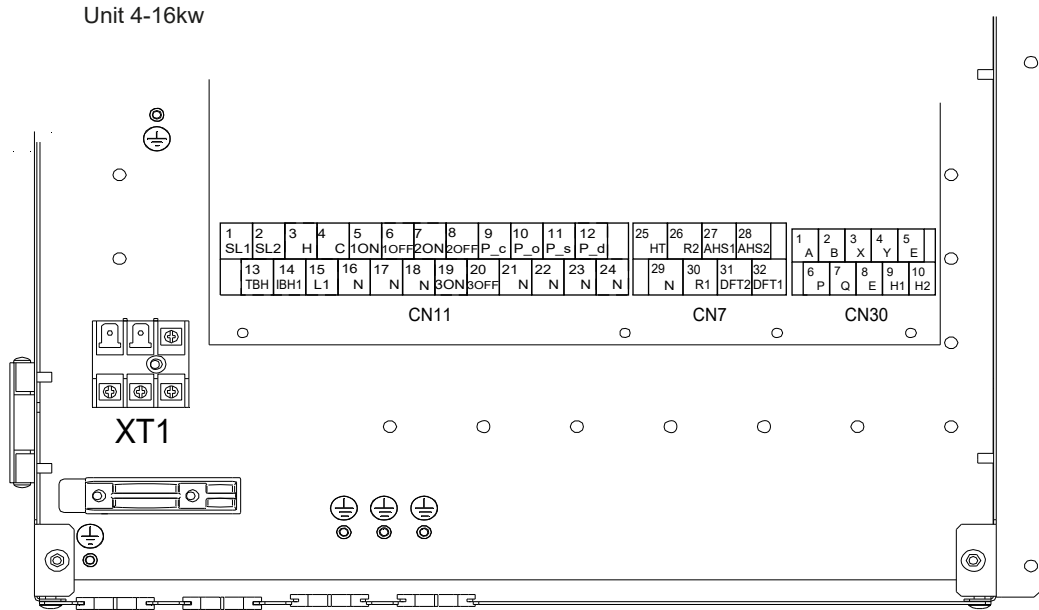 Unit 4-16kw
1 2 3 4 5 6 7 8 9 10 11 12
SL1 SL2 H C 1ON 1OFF 2ON 2OFF P_c P_o P_s P_d
13 14 15 16 17 18 19 20 21 22 23 24
TBH IBH1 L1 N N N 3ON 3OFF N N N N
CN11
25 26 27 28
HT R2 AHS1 AHS2
29 30 31 32
N R1 DFT2 DFT1
CN7
1 2 3 4 5
A B X Y E
6 7 8 9 10
P Q E H1 H2
CN30
XT1